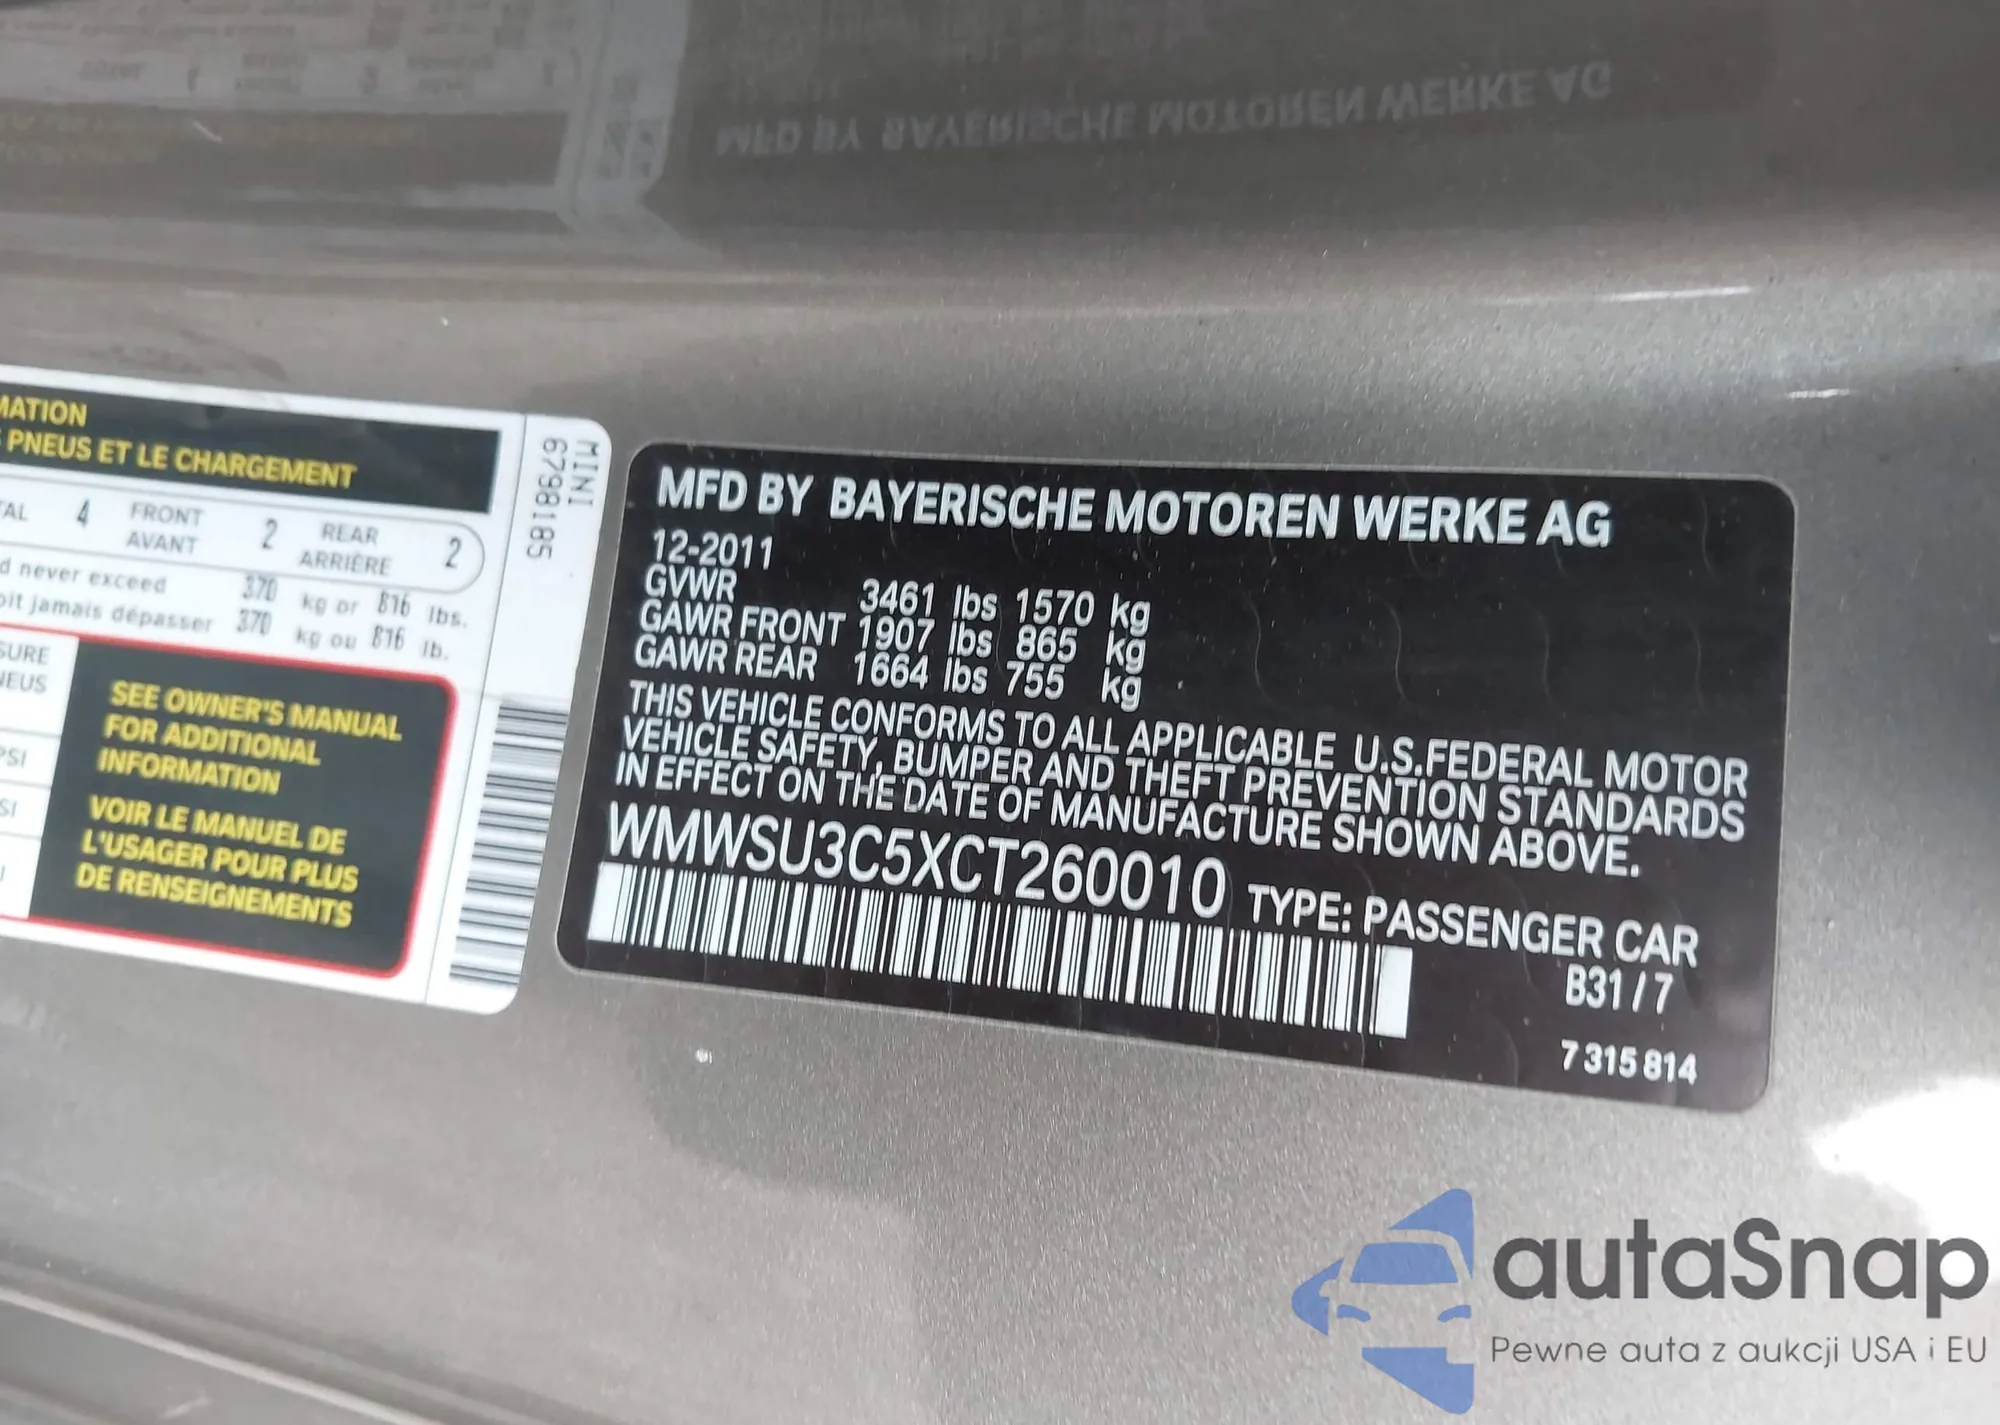 MATION
PNEUS ET LE CHARGEMENT
TAL 4 FRONT AVANT 2 REAR ARRIÈRE 2
d never exceed 370 kg or 816 lbs.
oit jamais dépasser 370 kg ou 816 lb.
SURE
NEUS
PSI
SI
I
SEE OWNER'S MANUAL
FOR ADDITIONAL
INFORMATION
VOIR LE MANUEL DE
L'USAGER POUR PLUS
DE RENSEIGNEMENTS
MINI
6798185
MFD BY BAYERISCHE MOTOREN WERKE AG
12-2011
GVWR 3461 lbs 1570 kg
GAWR FRONT 1907 lbs 865 kg
GAWR REAR 1664 lbs 755 kg
THIS VEHICLE CONFORMS TO ALL APPLICABLE U.S.FEDERAL MOTOR
VEHICLE SAFETY, BUMPER AND THEFT PREVENTION STANDARDS
IN EFFECT ON THE DATE OF MANUFACTURE SHOWN ABOVE.
WMWSU3C5XCT260010 TYPE: PASSENGER CAR
B31/7
7 315 814
autaSnap
Pewne auta z aukcji USA i EU